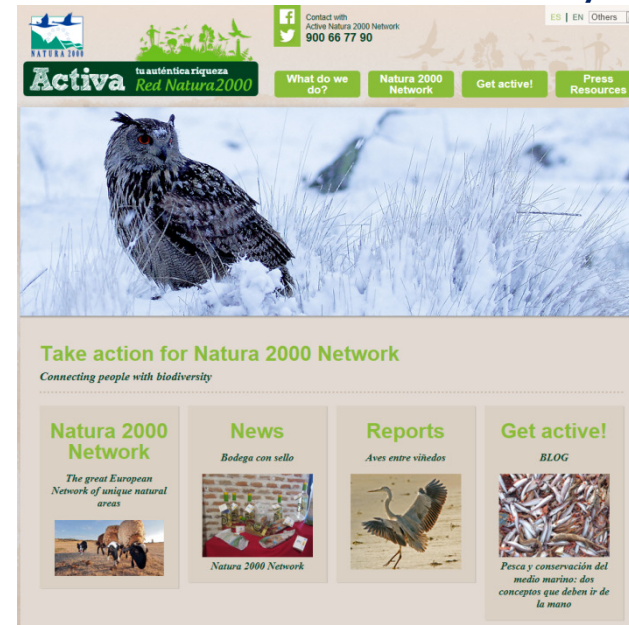 Contact with
Active Natura 2000 Network
900 66 77 90
ES | EN Others
NATURA 2000
Activa
tu auténtica riqueza
Red Natura2000
What do we
do?
Natura 2000
Network
Get active!
Press
Resources
Take action for Natura 2000 Network
Connecting people with biodiversity
Natura 2000
Network
The great European
Network of unique natural
areas
News
Bodega con sello
Natura 2000 Network
Reports
Aves entre viñedos
Get active!
BLOG
Pesca y conservación del
medio marino: dos
conceptos que deben ir de
la mano